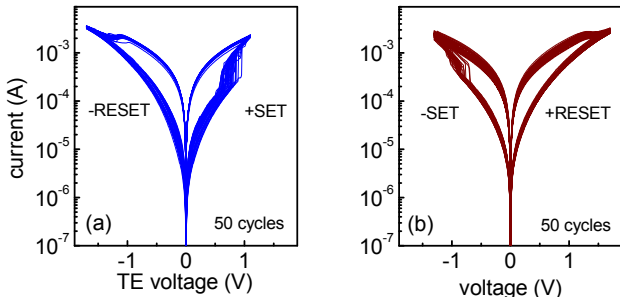 current (A)
10⁻³
10⁻⁴
10⁻⁵
10⁻⁶
10⁻⁷
-RESET
+SET
(a)
50 cycles
-1
0
1
TE voltage (V)
10⁻³
10⁻⁴
10⁻⁵
10⁻⁶
10⁻⁷
-SET
+RESET
(b)
50 cycles
-1
0
1
voltage (V)